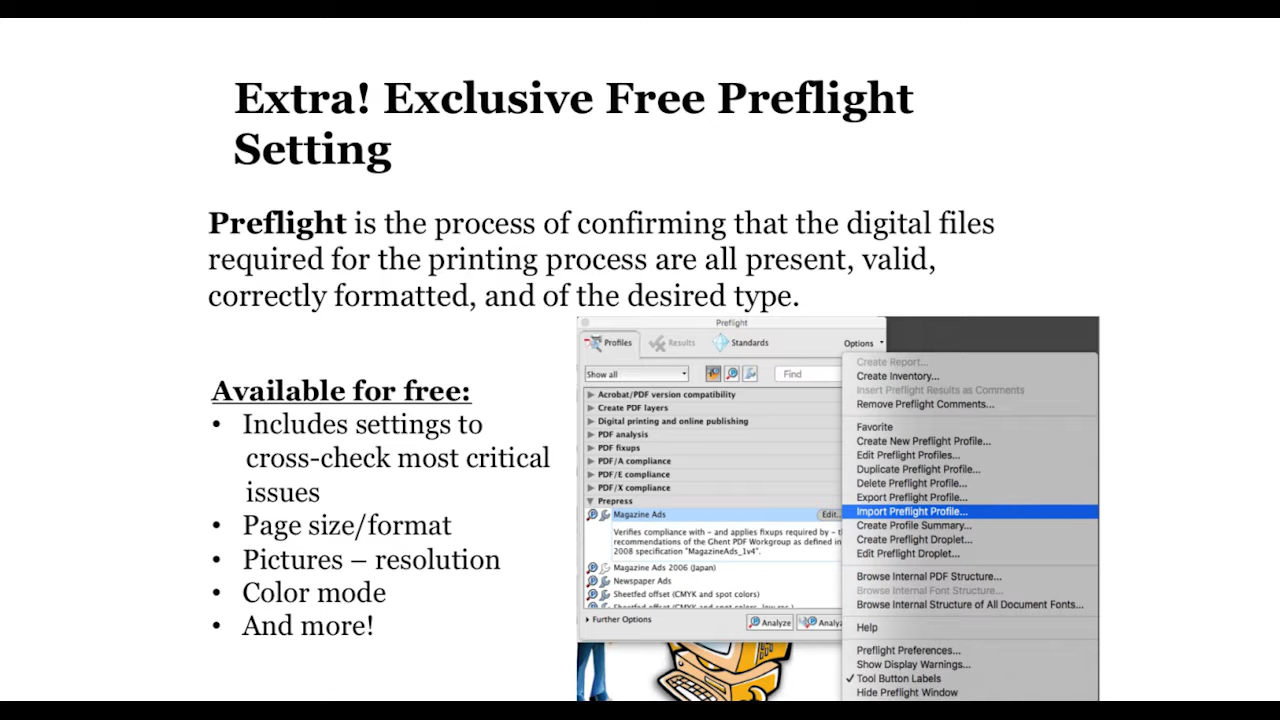 Extra! Exclusive Free Preflight
Setting
Preflight is the process of confirming that the digital files
required for the printing process are all present, valid,
correctly formatted, and of the desired type.
Available for free:
• Includes settings to
cross-check most critical
issues
• Page size/format
• Pictures – resolution
• Color mode
• And more!
Preflight
Profiles
Results
Standards
Options
Show all
Find
Acrobat/PDF version compatibility
Create PDF layers
Digital printing and online publishing
PDF analysis
PDF fixups
PDF/A compliance
PDF/E compliance
PDF/X compliance
Prepress
Magazine Ads
Edit...
Verifies compliance with – and applies fixups required by –
recommendations of the Ghent PDF Workgroup as defined in
2008 specification "MagazineAds_1v4".
Magazine Ads 2006 (Japan)
Newspaper Ads
Sheetfed offset (CMYK and spot colors)
Sheetfed offset (CMYK and spot colors, low res.)
Further Options
Analyze
Create Report...
Create Inventory...
Insert Preflight Results as Comments
Remove Preflight Comments...
Favorite
Create New Preflight Profile...
Edit Preflight Profiles...
Duplicate Preflight Profile...
Delete Preflight Profile...
Export Preflight Profile...
Import Preflight Profile...
Create Profile Summary...
Create Preflight Droplet...
Edit Preflight Droplet...
Browse Internal PDF Structure...
Browse Internal Font Structure...
Browse Internal Structure of All Document Fonts...
Help
Preflight Preferences...
Show Display Warnings...
✓ Tool Button Labels
Hide Preflight Window